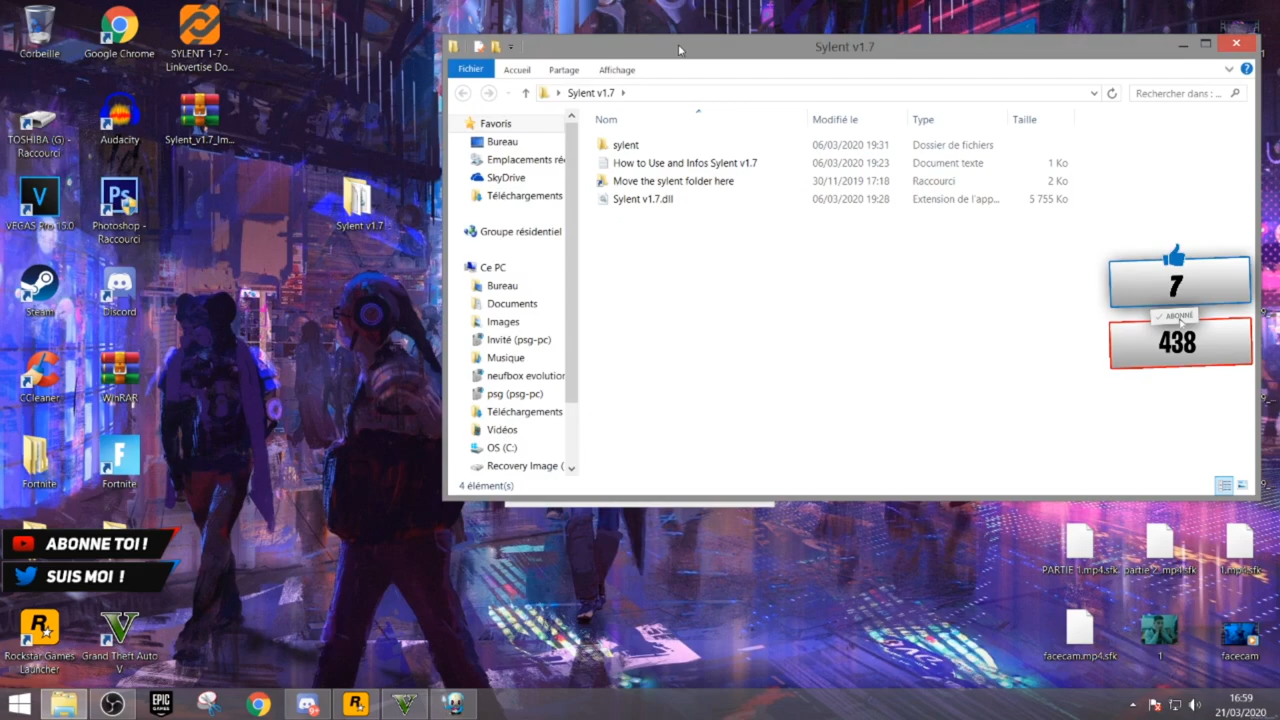 Corbeille
Google Chrome
SYLENT 1-7 -
Linkvertise Do...
TOSHIBA (G) -
Raccourci
Audacity
Sylent_v1.7_Im...
VEGAS Pro 15.0
Photoshop -
Raccourci
Sylent v1.7
Steam
Discord
CCleaner
WinRAR
Fortnite
Fortnite
ABONNE TOI !
SUIS MOI !
Rockstar Games
Launcher
Grand Theft Auto
V
Sylent v1.7
Fichier
Accueil
Partage
Affichage
Sylent v1.7
Rechercher dans : ...
Favoris
Bureau
Emplacements ré
SkyDrive
Téléchargements
Groupe résidentiel
Ce PC
Bureau
Documents
Images
Invité (psg-pc)
Musique
neufbox evolution
psg (psg-pc)
Téléchargements
Vidéos
OS (C:)
Recovery Image (
Nom Modifié le Type Taille
sylent 06/03/2020 19:31 Dossier de fichiers
How to Use and Infos Sylent v1.7 06/03/2020 19:23 Document texte 1 Ko
Move the sylent folder here 30/11/2019 17:18 Raccourci 2 Ko
Sylent v1.7.dll 06/03/2020 19:28 Extension de l'app... 5 755 Ko
4 élément(s)
7
ABONNÉ
438
PARTIE 1.mp4.sfk
partie 2 .mp4.sfk
1.mp4.sfk
facecam.mp4.sfk
1
facecam
EPIC
GAMES
16:59
21/03/2020